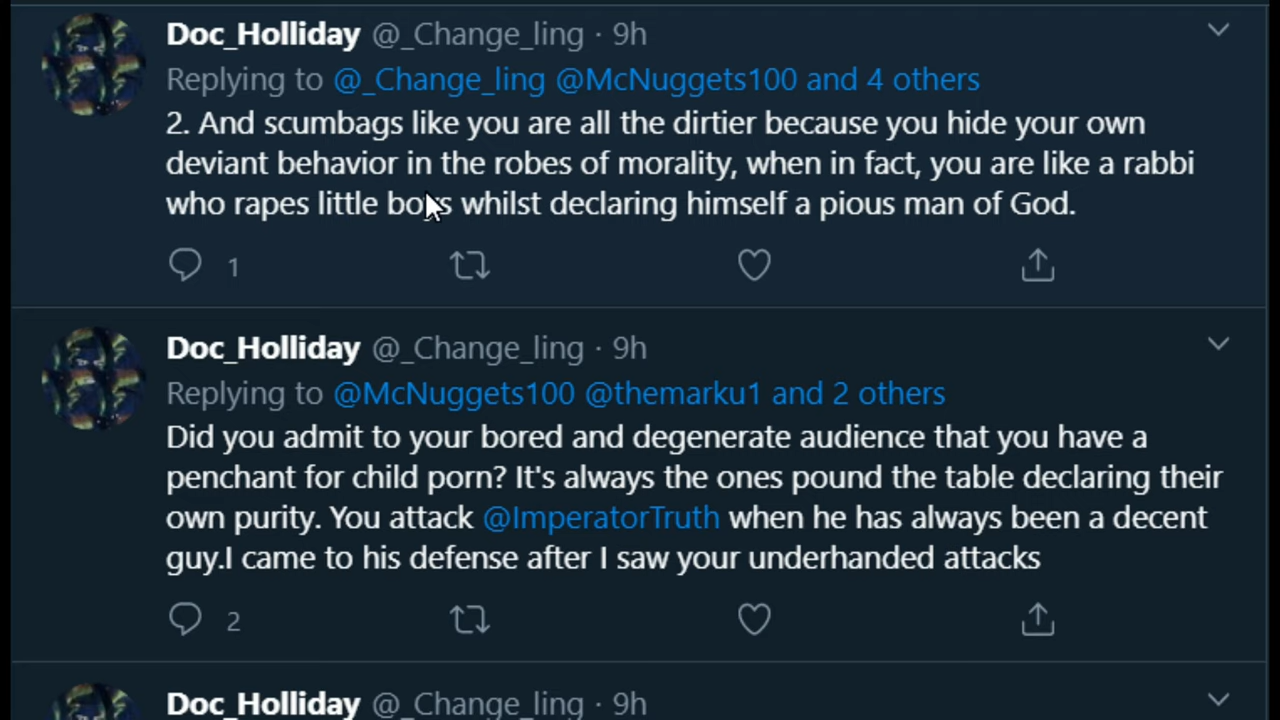 Doc_Holliday @_Change_ling · 9h
Replying to @_Change_ling @McNuggets100 and 4 others
2. And scumbags like you are all the dirtier because you hide your own
deviant behavior in the robes of morality, when in fact, you are like a rabbi
who rapes little boys whilst declaring himself a pious man of God.
1
Doc_Holliday @_Change_ling · 9h
Replying to @McNuggets100 @themarku1 and 2 others
Did you admit to your bored and degenerate audience that you have a
penchant for child porn? It's always the ones pound the table declaring their
own purity. You attack @ImperatorTruth when he has always been a decent
guy.I came to his defense after I saw your underhanded attacks
2
Doc_Holliday @_Change_ling · 9h